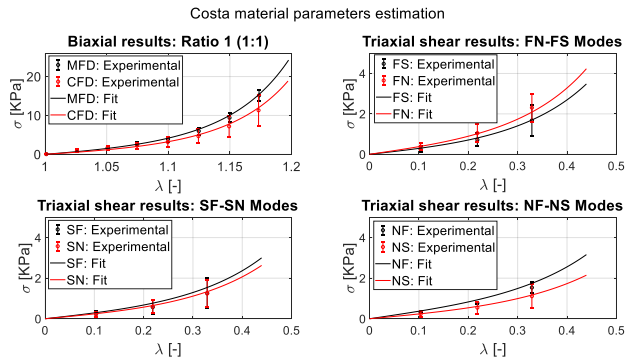 Costa material parameters estimation
Biaxial results: Ratio 1 (1:1)
MFD: Experimental
CFD: Experimental
MFD: Fit
CFD: Fit
σ [KPa]
20
10
0
1
1.05
1.1
1.15
1.2
λ [-]
Triaxial shear results: FN-FS Modes
FS: Experimental
FN: Experimental
FS: Fit
FN: Fit
σ [KPa]
4
2
0
0
0.1
0.2
0.3
0.4
0.5
λ [-]
Triaxial shear results: SF-SN Modes
SF: Experimental
SN: Experimental
SF: Fit
SN: Fit
σ [KPa]
4
2
0
0
0.1
0.2
0.3
0.4
0.5
λ [-]
Triaxial shear results: NF-NS Modes
NF: Experimental
NS: Experimental
NF: Fit
NS: Fit
σ [KPa]
4
2
0
0
0.1
0.2
0.3
0.4
0.5
λ [-]